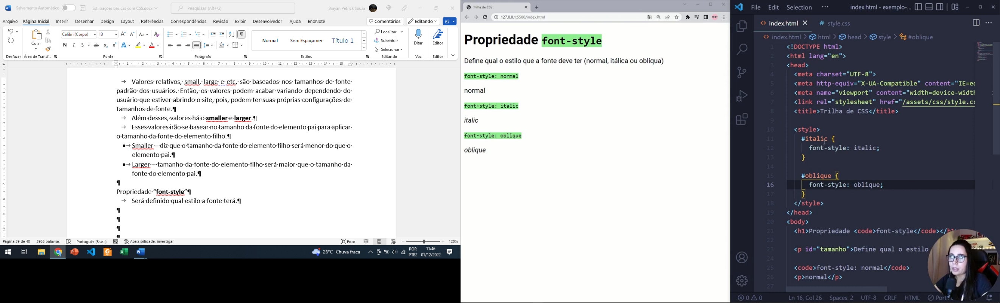 Salvamento Automático
Estilizações básicas com CSS.docx
Pesquisar (Alt+G)
Brayan Petrick Souza
Arquivo Página Inicial Inserir Desenhar Design Layout Referências Correspondências Revisão Exibir Desenvolvedor Ajuda EndNote
Comentários Editando
Calibri (Corpo) 13
Colar
Normal Sem Espaçamer Título 1
Localizar
Substituir
Selecionar
Ditar Editor
Desfazer Área de Transf... Fonte Parágrafo Estilos Editando Voz Editor
→ Valores relativos, small, large e etc, são baseados nos tamanhos de fonte
padrão dos usuários. Então, os valores podem acabar variando dependendo do
usuário que estiver abrindo o site, pois, podem ter suas próprias configurações de
tamanhos de fonte.¶
→ Além desses, valores há o smaller e larger.¶
→ Esses valores irão se basear no tamanho da fonte do elemento pai para aplicar
o tamanho da fonte do elemento filho.¶
●→ Smaller – diz que o tamanho da fonte do elemento filho será menor do que o
elemento pai.¶
●→ Larger – tamanho da fonte do elemento filho será maior que o tamanho da
fonte do elemento pai.¶
¶
Propriedade “font-style”¶
→ Será definido qual estilo a fonte terá.¶
¶
¶
¶
¶
Página 39 de 40 3968 palavras Português (Brasil) Acessibilidade: investigar
Foco 120%
26°C Chuva fraca
POR
PTB2
11:46
01/12/2022
Trilha de CSS
127.0.0.1:5500/index.html
Propriedade font-style
Define qual o estilo que a fonte deve ter (normal, itálica ou oblíqua)
font-style: normal
normal
font-style: italic
italic
font-style: oblique
oblique
File Edit Selection ··· index.html - exemplo-...
index.html # style.css
index.html > html > head > style > #oblique
1 <!DOCTYPE html>
2 <html lang="en">
3 <head>
4 <meta charset="UTF-8">
5 <meta http-equiv="X-UA-Compatible" content="IE=ed
6 <meta name="viewport" content="width=device-width
7 <link rel="stylesheet" href="/assets/css/style.cs
8 <title>Trilha de CSS</title>
9
10 <style>
11 #italic {
12 font-style: italic;
13 }
14
15 #oblique {
16 font-style: oblique;
17 }
18 </style>
19 </head>
20 <body>
21 <h1>Propriedade <code>font-style</code></h1>
22
23 <p id="tamanho">Define qual o estilo
24
25 <code>font-style: normal</code>
26 <p>normal</p>
27
0 0 Ln 16, Col 26 Spaces: 2 UTF-8 CRLF HTML Port